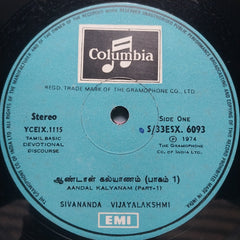 Columbia
REGD. TRADE MARK OF THE GRAMOPHONE CO. LTD.
Stereo
YCEIX.1115
TAMIL BASIC
DEVOTIONAL
DISCOURSE
Side One
S/33ESX. 6093
℗ 1974
THE GRAMOPHONE
CO. OF INDIA LTD.
ஆண்டாள் கல்யாணம் (பாகம் 1)
AANDAL KALYANAM (PART-1)
SIVANANDA VIJAYALAKSHMI
EMI